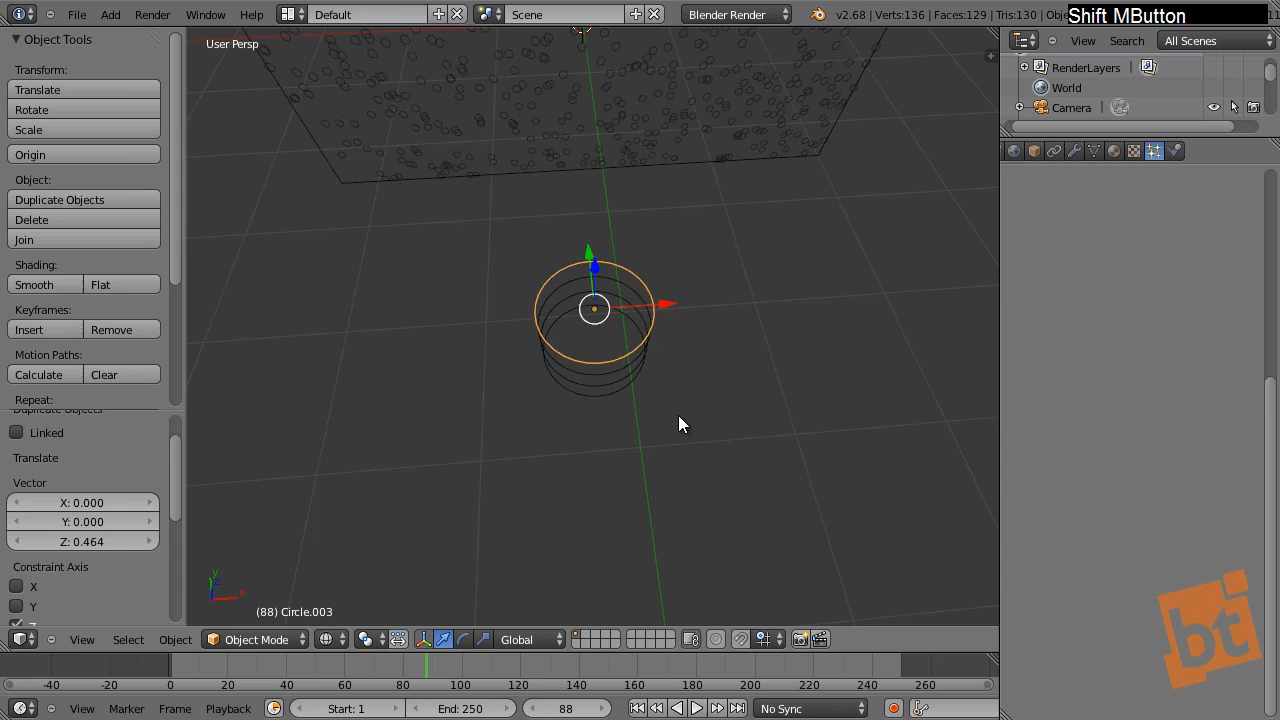 File Add Render Window Help Default Scene Blender Render v2.68 | Verts:136 | Faces:129 | Tris:130 | Obje
Shift MButton
Object Tools
User Persp
View Search All Scenes
RenderLayers
World
Camera
Transform:
Translate
Rotate
Scale
Origin
Object:
Duplicate Objects
Delete
Join
Shading:
Smooth Flat
Keyframes:
Insert Remove
Motion Paths:
Calculate Clear
Repeat:
Duplicate Objects
Linked
Translate
Vector
X: 0.000
Y: 0.000
Z: 0.464
Constraint Axis
X
Y
Z
y
z
x
(88) Circle.003
bt
View Select Object Object Mode Global
-40 -20 0 20 40 60 80 100 120 140 160 180 200 220 240 260
View Marker Frame Playback Start: 1 End: 250 88 No Sync